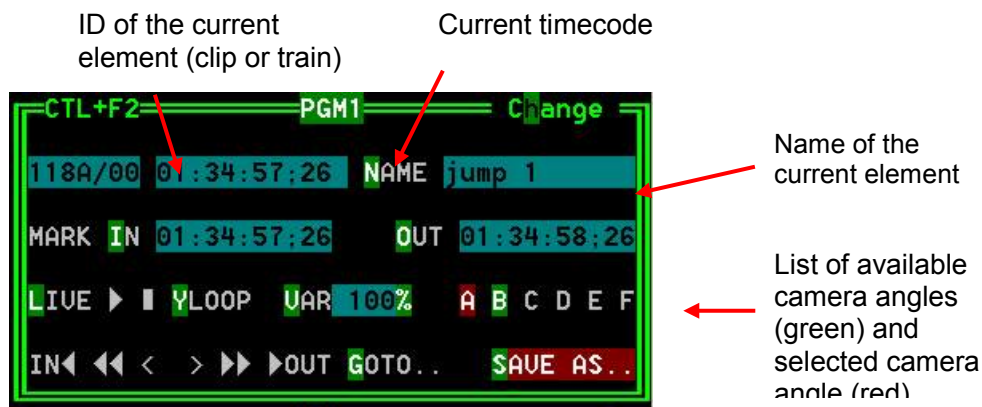 ID of the current
element (clip or train)
Current timecode
CTL+F2 PGM1 Change
118A/00 01:34:57;26 NAME jump 1
MARK IN 01:34:57;26 OUT 01:34:58;26
LIVE ▶ ▮ YLOOP VAR 100% A B C D E F
IN◀ ◀◀ < > ▶▶ ▶OUT GOTO.. SAVE AS..
Name of the
current element
List of available
camera angles
(green) and
selected camera
angle (red)